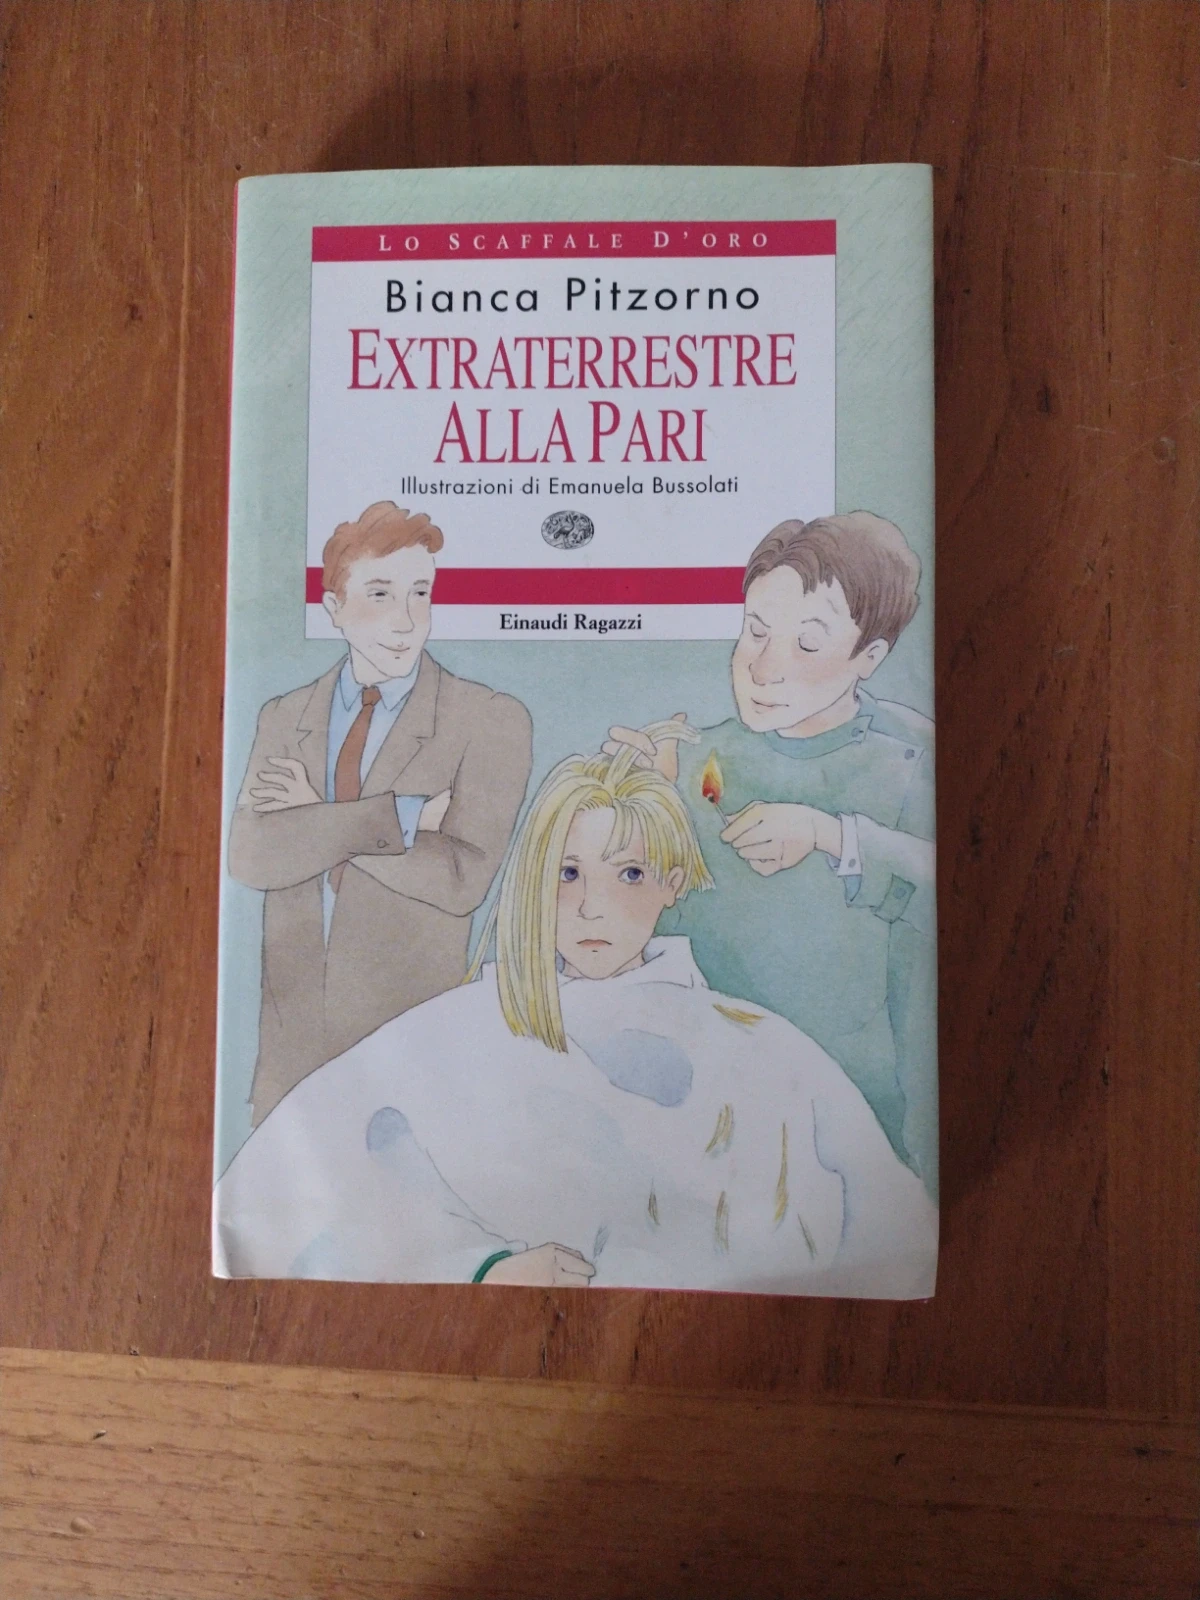 LO SCAFFALE D'ORO
Bianca Pitzorno
EXTRATERRESTRE
ALLA PARI
Illustrazioni di Emanuela Bussolati
Einaudi Ragazzi